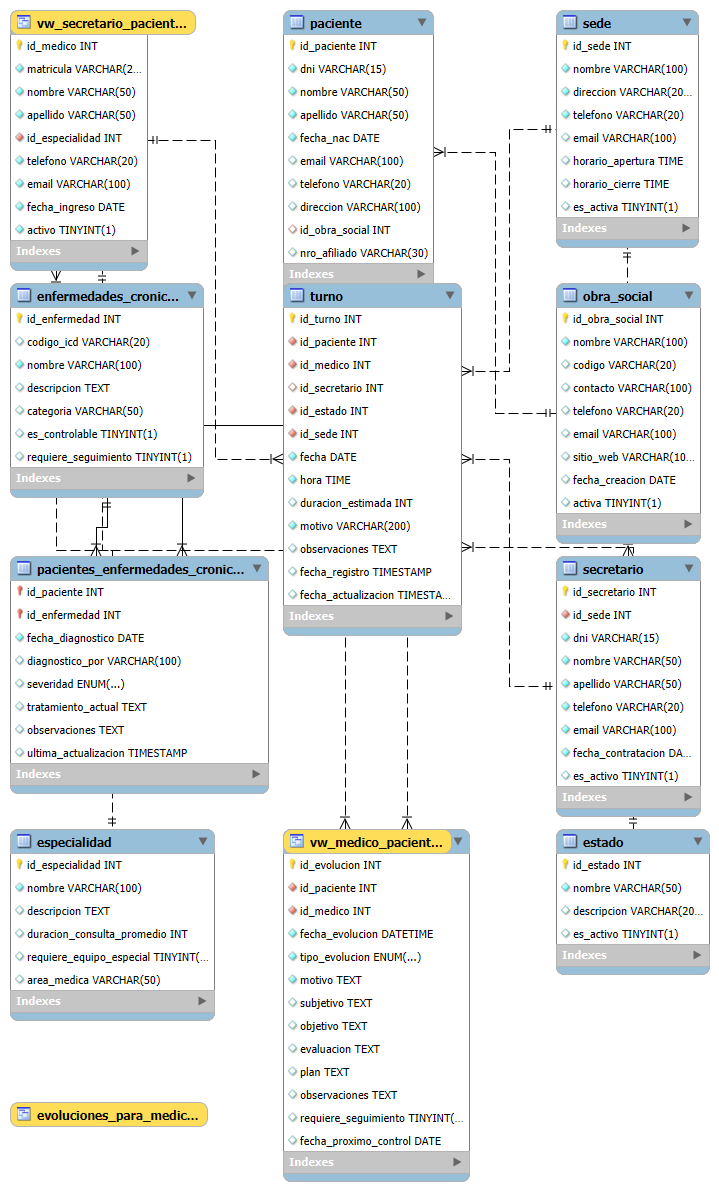 vw_secretario_pacient...
id_medico INT
matricula VARCHAR(2...
nombre VARCHAR(50)
apellido VARCHAR(50)
id_especialidad INT
telefono VARCHAR(20)
email VARCHAR(100)
fecha_ingreso DATE
activo TINYINT(1)
Indexes
paciente
id_paciente INT
dni VARCHAR(15)
nombre VARCHAR(50)
apellido VARCHAR(50)
fecha_nac DATE
email VARCHAR(100)
telefono VARCHAR(20)
direccion VARCHAR(100)
id_obra_social INT
nro_afiliado VARCHAR(30)
Indexes
sede
id_sede INT
nombre VARCHAR(100)
direccion VARCHAR(20...
telefono VARCHAR(20)
email VARCHAR(100)
horario_apertura TIME
horario_cierre TIME
es_activa TINYINT(1)
Indexes
enfermedades_cronic...
id_enfermedad INT
codigo_icd VARCHAR(20)
nombre VARCHAR(100)
descripcion TEXT
categoria VARCHAR(50)
es_controlable TINYINT(1)
requiere_seguimiento TINYINT(1)
Indexes
turno
id_turno INT
id_paciente INT
id_medico INT
id_secretario INT
id_estado INT
id_sede INT
fecha DATE
hora TIME
duracion_estimada INT
motivo VARCHAR(200)
observaciones TEXT
fecha_registro TIMESTAMP
fecha_actualizacion TIMESTA...
Indexes
obra_social
id_obra_social INT
nombre VARCHAR(100)
codigo VARCHAR(20)
contacto VARCHAR(100)
telefono VARCHAR(20)
email VARCHAR(100)
sitio_web VARCHAR(10...
fecha_creacion DATE
activa TINYINT(1)
Indexes
pacientes_enfermedades_cronic...
id_paciente INT
id_enfermedad INT
fecha_diagnostico DATE
diagnostico_por VARCHAR(100)
severidad ENUM(...)
tratamiento_actual TEXT
observaciones TEXT
ultima_actualizacion TIMESTAMP
Indexes
secretario
id_secretario INT
id_sede INT
dni VARCHAR(15)
nombre VARCHAR(50)
apellido VARCHAR(50)
telefono VARCHAR(20)
email VARCHAR(100)
fecha_contratacion DA...
es_activo TINYINT(1)
Indexes
especialidad
id_especialidad INT
nombre VARCHAR(100)
descripcion TEXT
duracion_consulta_promedio INT
requiere_equipo_especial TINYINT(...
area_medica VARCHAR(50)
Indexes
vw_medico_pacient...
id_evolucion INT
id_paciente INT
id_medico INT
fecha_evolucion DATETIME
tipo_evolucion ENUM(...)
motivo TEXT
subjetivo TEXT
objetivo TEXT
evaluacion TEXT
plan TEXT
observaciones TEXT
requiere_seguimiento TINYINT(...
fecha_proximo_control DATE
Indexes
estado
id_estado INT
nombre VARCHAR(50)
descripcion VARCHAR(20...
es_activo TINYINT(1)
Indexes
evoluciones_para_medic...